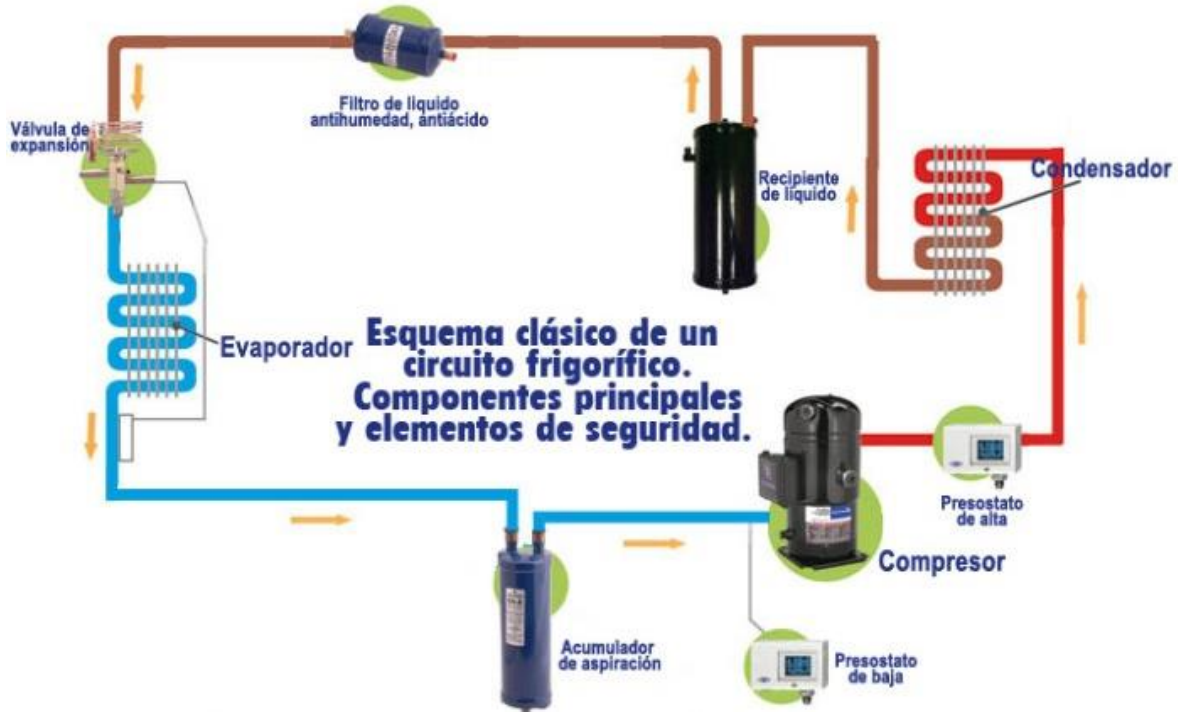 Filtro de líquido
antihumedad, antiácido
Válvula de
expansión
Recipiente
de líquido
Condensador
Evaporador
Esquema clásico de un
circuito frigorífico.
Componentes principales
y elementos de seguridad.
Presostato
de alta
Compresor
Acumulador
de aspiración
Presostato
de baja